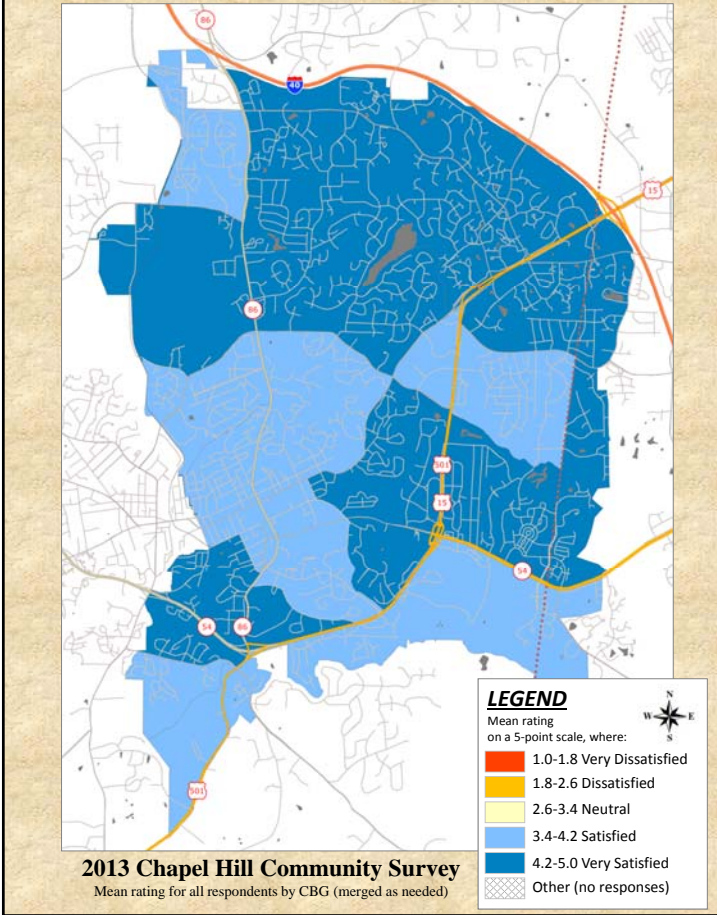 86
40
15
86
501
15
54
54
86
501
LEGEND
N
W E
S
Mean rating
on a 5-point scale, where:
1.0-1.8 Very Dissatisfied
1.8-2.6 Dissatisfied
2.6-3.4 Neutral
3.4-4.2 Satisfied
4.2-5.0 Very Satisfied
Other (no responses)
2013 Chapel Hill Community Survey
Mean rating for all respondents by CBG (merged as needed)